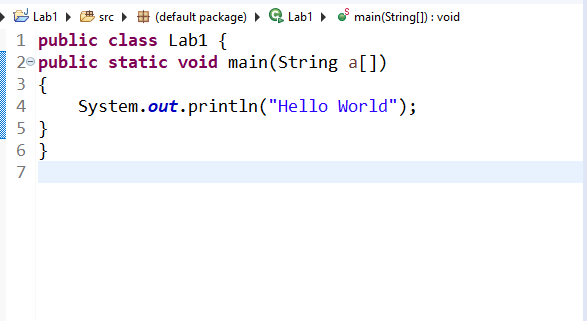 Lab1 src (default package) Lab1 main(String[]) : void
1 public class Lab1 {
2 public static void main(String a[])
3 {
4     System.out.println("Hello World");
5 }
6 }
7